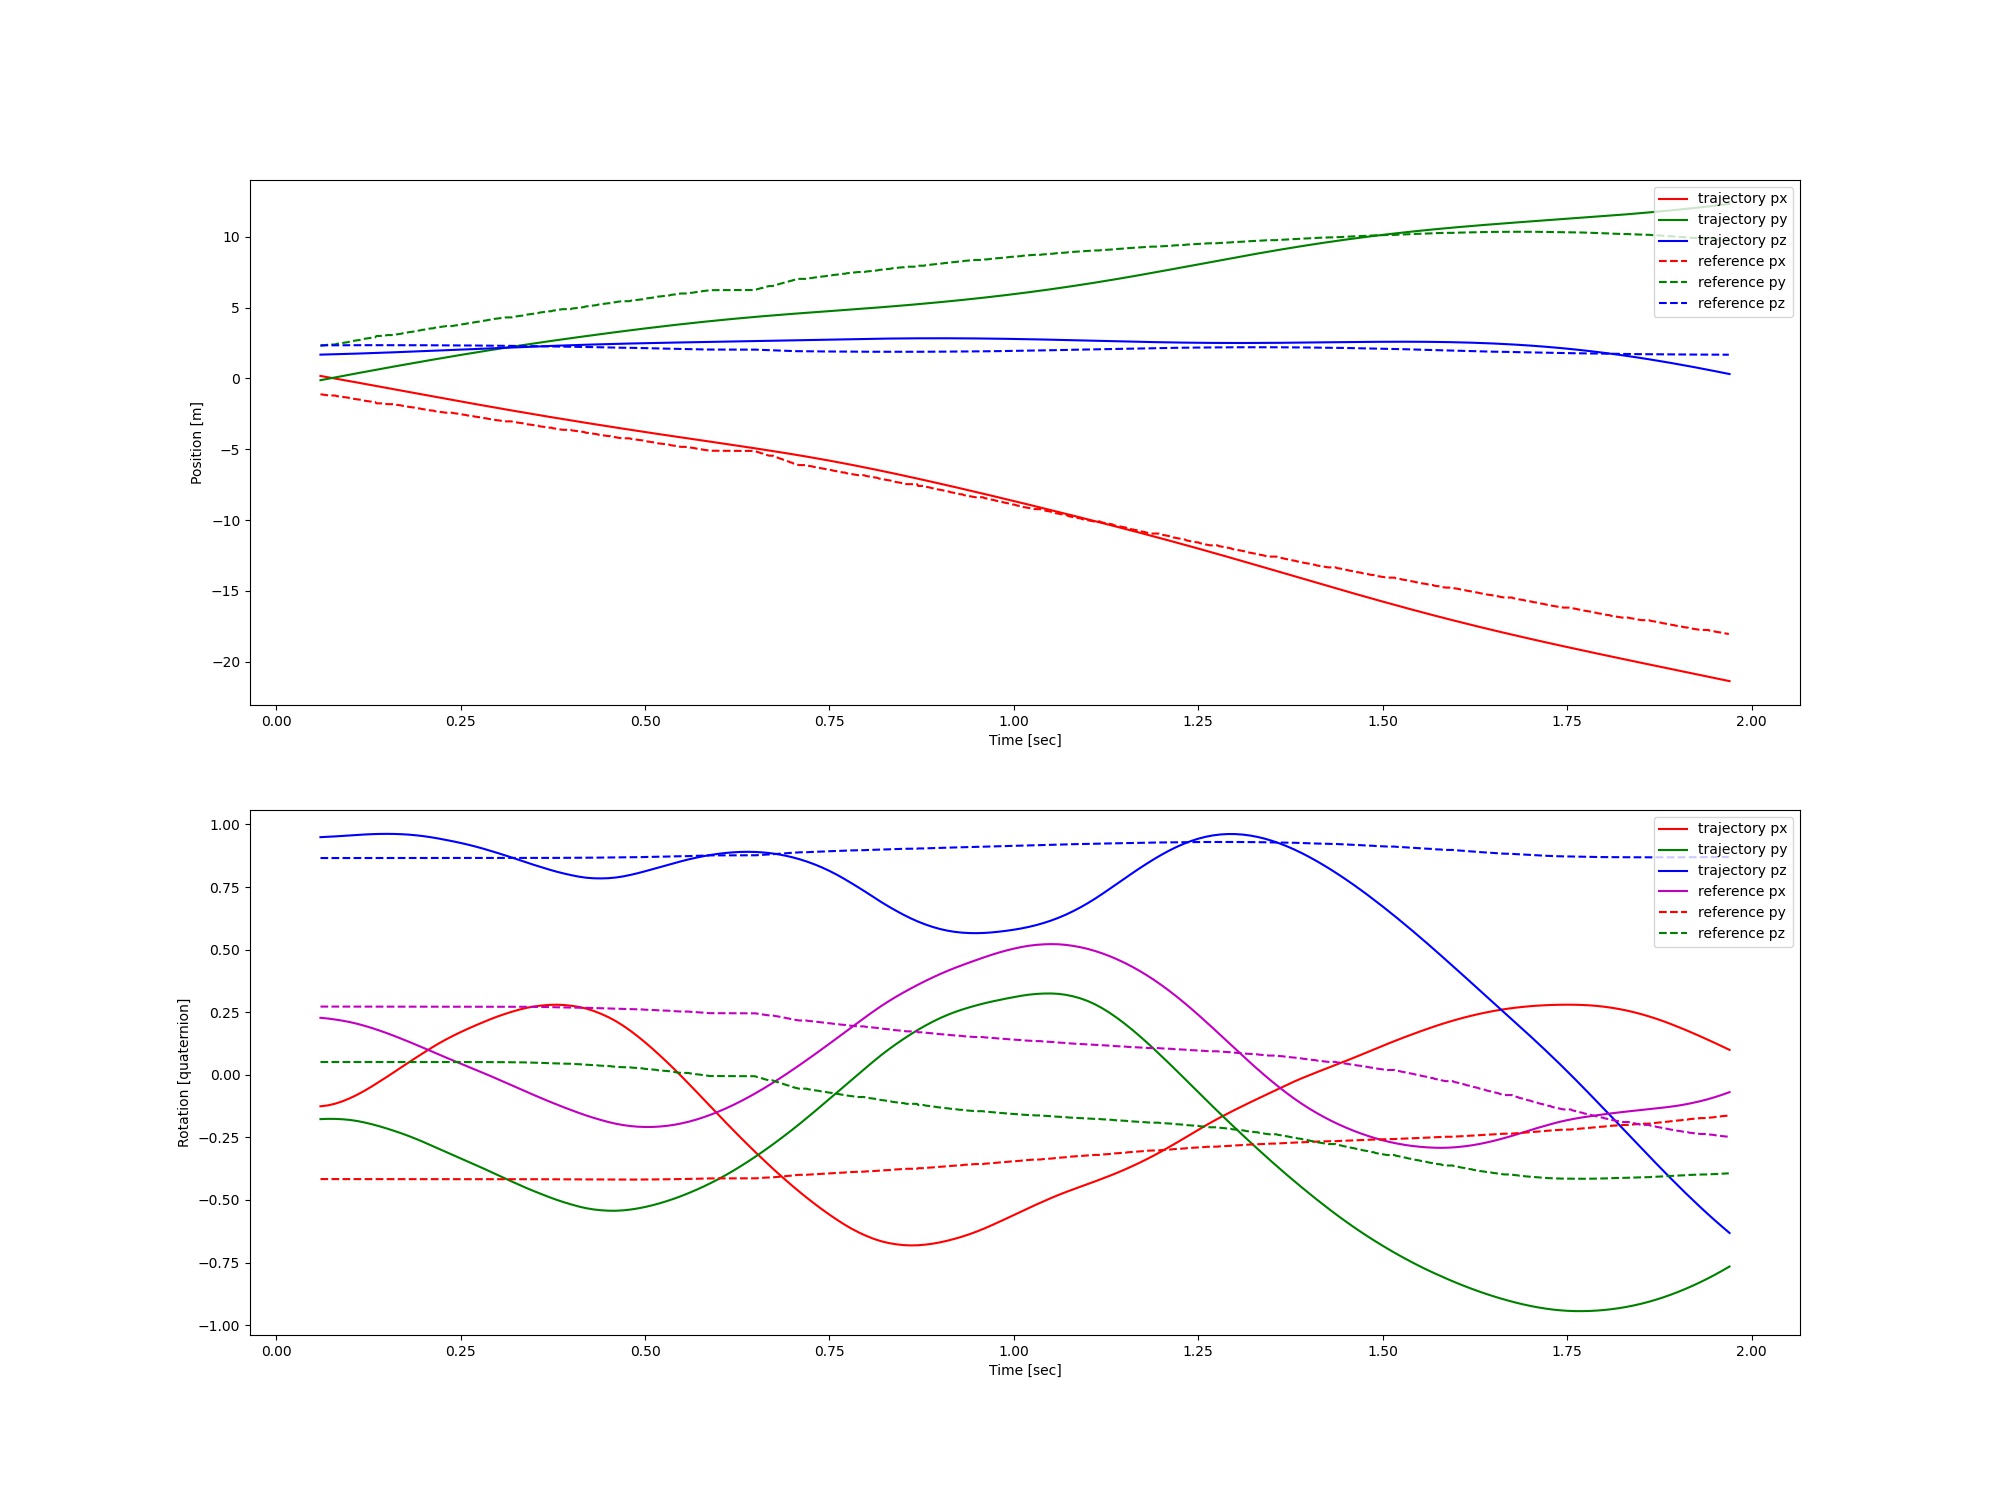 10
5
0
−5
−10
−15
−20
Position [m]
0.00 0.25 0.50 0.75 1.00 1.25 1.50 1.75 2.00
Time [sec]
trajectory px
trajectory py
trajectory pz
reference px
reference py
reference pz
1.00
0.75
0.50
0.25
0.00
−0.25
−0.50
−0.75
−1.00
Rotation [quaternion]
0.00 0.25 0.50 0.75 1.00 1.25 1.50 1.75 2.00
Time [sec]
trajectory px
trajectory py
trajectory pz
reference px
reference py
reference pz